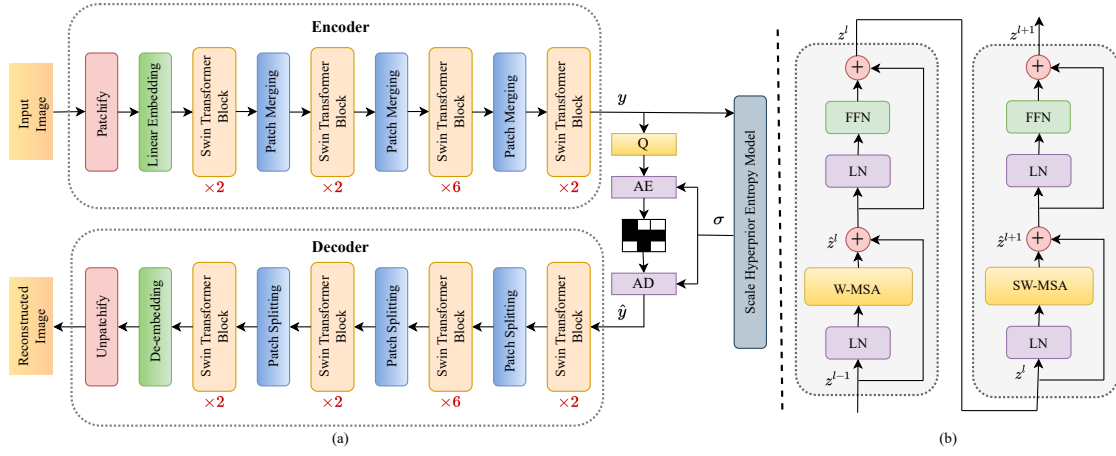 Encoder
Input
Image
Patchify
Linear Embedding
Swin Transformer
Block
×2
Patch Merging
Swin Transformer
Block
×2
Patch Merging
Swin Transfomer
Block
×6
Patch Merging
Swin Transformer
Block
×2
y
Q
AE
σ
AD
ŷ
Scale Hyperprior Entropy Model
Decoder
Reconstructed
Image
Unpatchify
De-embedding
Swin Transformer
Block
×2
Patch Splitting
Swin Transformer
Block
×2
Patch Splitting
Swin Transformer
Block
×6
Patch Splitting
Swin Transformer
Block
×2
(a)
z^l
+
FFN
LN
ẑ^l
+
W-MSA
LN
z^{l-1}
z^{l+1}
+
FFN
LN
ẑ^{l+1}
+
SW-MSA
LN
z^l
(b)